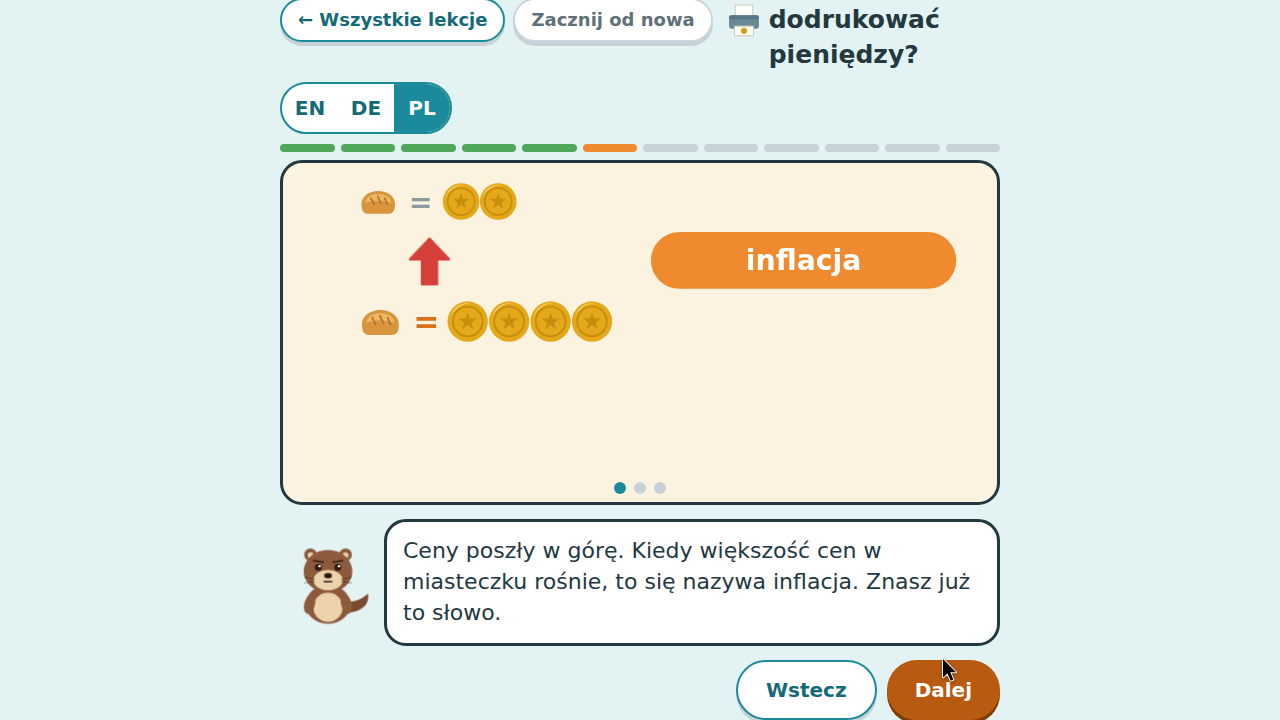 ← Wszystkie lekcje
Zacznij od nowa
dodrukować
pieniędzy?
EN DE PL
=
inflacja
=
Ceny poszły w górę. Kiedy większość cen w
miasteczku rośnie, to się nazywa inflacja. Znasz już
to słowo.
Wstecz
Dalej